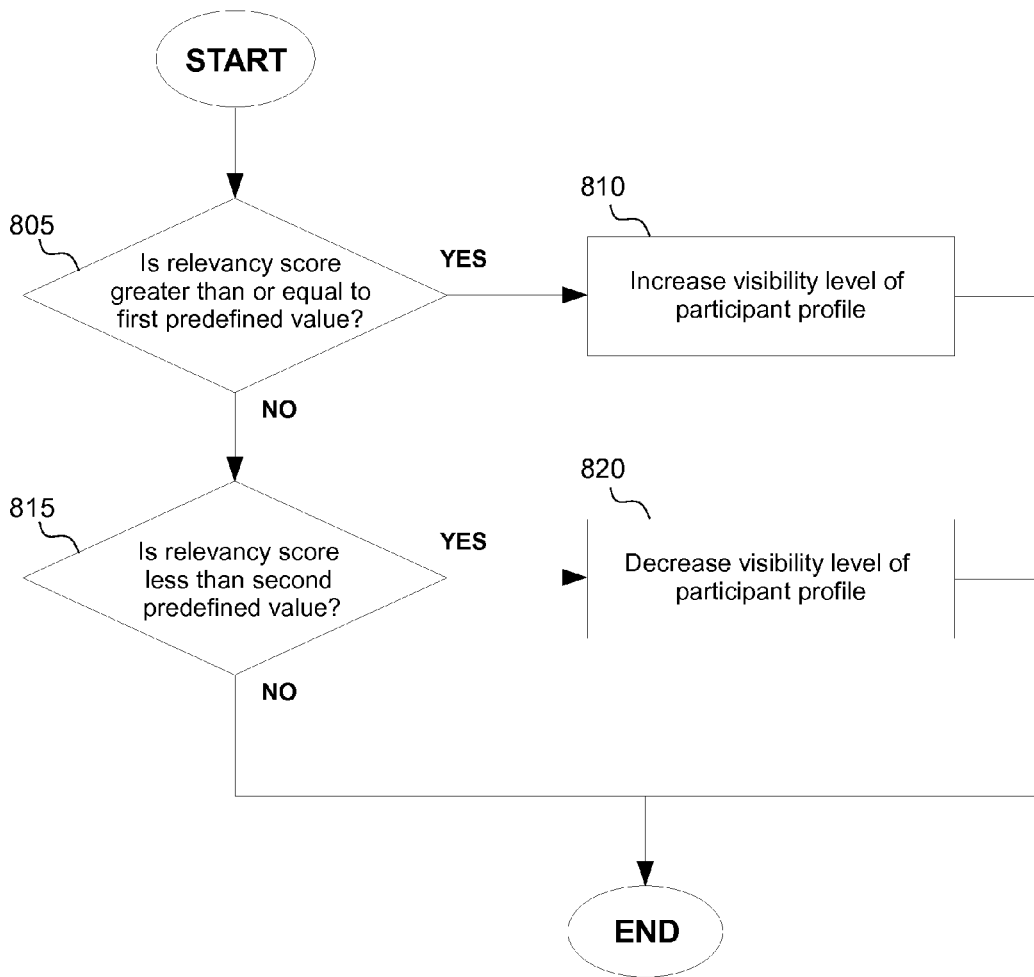 START
805
Is relevancy score
greater than or equal to
first predefined value?
YES
810
Increase visibility level of
participant profile
NO
815
Is relevancy score
less than second
predefined value?
YES
820
Decrease visibility level of
participant profile
NO
END